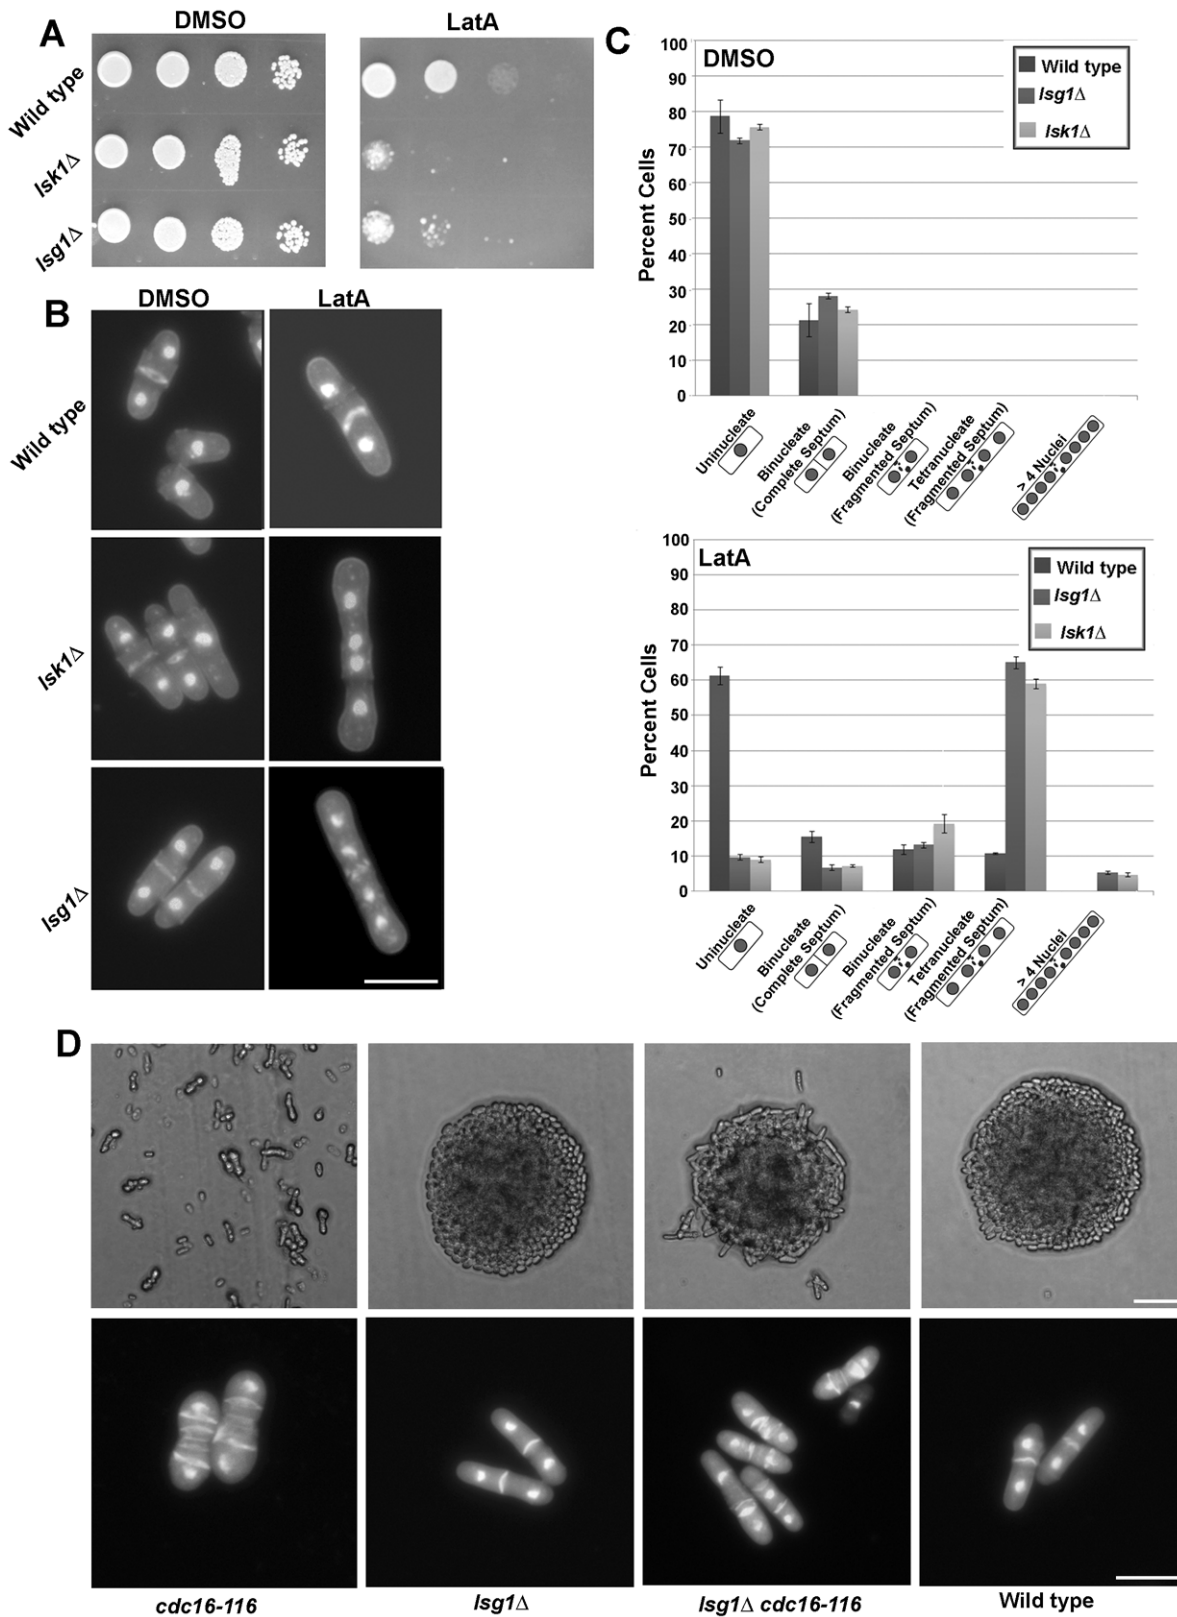 A
DMSO
LatA
Wild type
lsk1Δ
lsg1Δ
B
DMSO
LatA
Wild type
lsk1Δ
lsg1Δ
C
DMSO
Wild type
lsg1Δ
lsk1Δ
Percent Cells
100
90
80
70
60
50
40
30
20
10
0
Uninucleate
Binucleate
(Complete Septum)
Binucleate
(Fragmented Septum)
Tetranucleate
(Fragmented Septum)
> 4 Nuclei
LatA
Wild type
lsg1Δ
lsk1Δ
Percent Cells
100
90
80
70
60
50
40
30
20
10
0
Uninucleate
Binucleate
(Complete Septum)
Binucleate
(Fragmented Septum)
Tetranucleate
(Fragmented Septum)
> 4 Nuclei
D
cdc16-116
lsg1Δ
lsg1Δ cdc16-116
Wild type